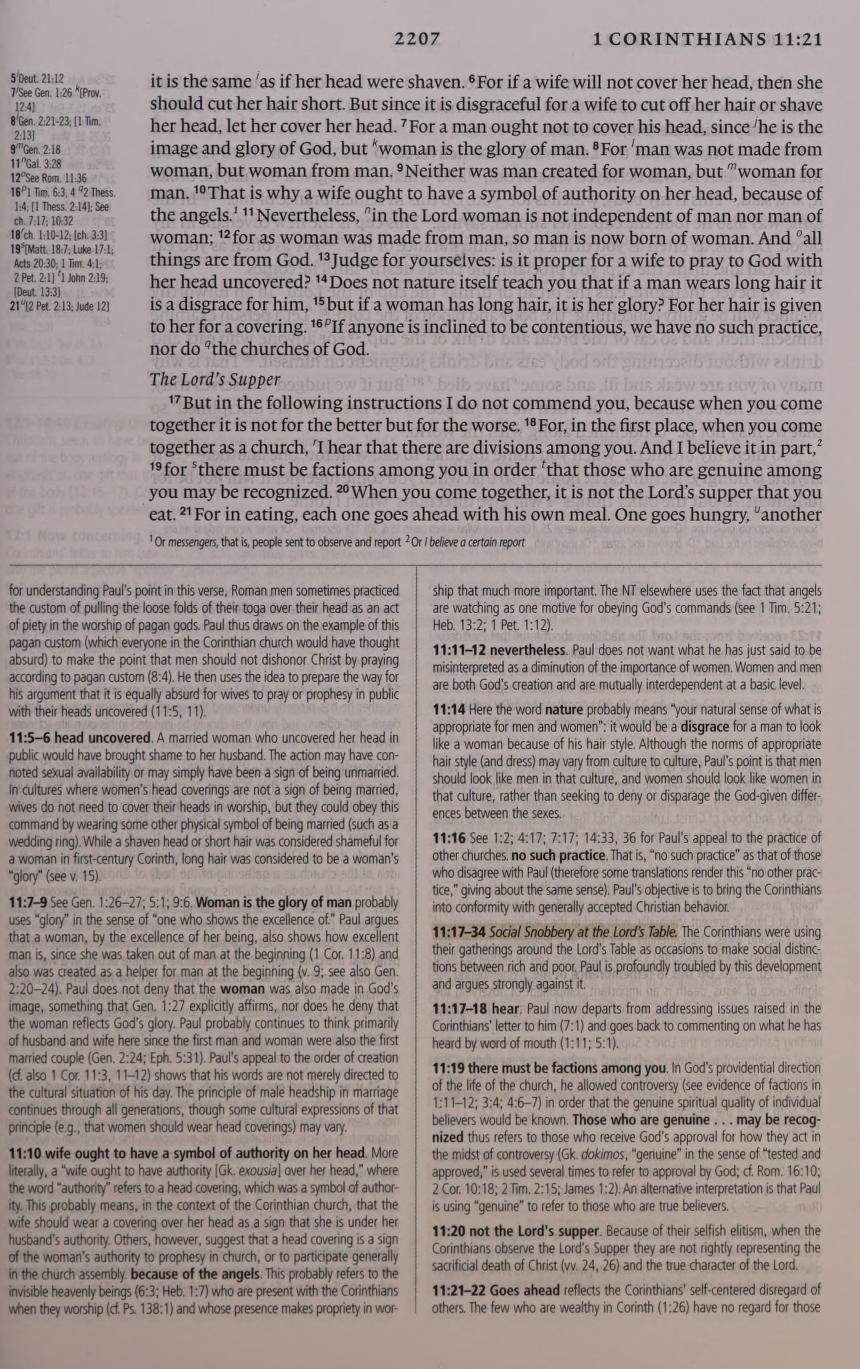 2207 1 CORINTHIANS 11:21
5 iDeut. 21:12
7 jSee Gen. 1:26 k[Prov.
12:4]
8 lGen. 2:21-23; [1 Tim.
2:13]
9 mGen. 2:18
11 nGal. 3:28
12 oSee Rom. 11:36
16 p1 Tim. 6:3, 4 q2 Thess.
1:4; [1 Thess. 2:14]; See
ch. 7:17; 10:32
18 rch. 1:10-12; [ch. 3:3]
19 s[Matt. 18:7; Luke 17:1;
Acts 20:30; 1 Tim. 4:1;
2 Pet. 2:1] t1 John 2:19;
[Deut. 13:3]
21 u[2 Pet. 2:13; Jude 12]
it is the same ias if her head were shaven. 6For if a wife will not cover her head, then she
should cut her hair short. But since it is disgraceful for a wife to cut off her hair or shave
her head, let her cover her head. 7For a man ought not to cover his head, since jhe is the
image and glory of God, but kwoman is the glory of man. 8For lman was not made from
woman, but woman from man. 9Neither was man created for woman, but mwoman for
man. 10That is why a wife ought to have a symbol of authority on her head, because of
the angels.1 11Nevertheless, nin the Lord woman is not independent of man nor man of
woman; 12for as woman was made from man, so man is now born of woman. And oall
things are from God. 13Judge for yourselves: is it proper for a wife to pray to God with
her head uncovered? 14Does not nature itself teach you that if a man wears long hair it
is a disgrace for him, 15but if a woman has long hair, it is her glory? For her hair is given
to her for a covering. 16pIf anyone is inclined to be contentious, we have no such practice,
nor do qthe churches of God.
The Lord's Supper
17But in the following instructions I do not commend you, because when you come
together it is not for the better but for the worse. 18For, in the first place, when you come
together as a church, rI hear that there are divisions among you. And I believe it in part,2
19for sthere must be factions among you in order tthat those who are genuine among
you may be recognized. 20When you come together, it is not the Lord's supper that you
eat. 21For in eating, each one goes ahead with his own meal. One goes hungry, uanother
1 Or messengers, that is, people sent to observe and report 2 Or I believe a certain report
for understanding Paul's point in this verse, Roman men sometimes practiced
the custom of pulling the loose folds of their toga over their head as an act
of piety in the worship of pagan gods. Paul thus draws on the example of this
pagan custom (which everyone in the Corinthian church would have thought
absurd) to make the point that men should not dishonor Christ by praying
according to pagan custom (8:4). He then uses the idea to prepare the way for
his argument that it is equally absurd for wives to pray or prophesy in public
with their heads uncovered (11:5, 11).
11:5–6 head uncovered. A married woman who uncovered her head in
public would have brought shame to her husband. The action may have con-
noted sexual availability or may simply have been a sign of being unmarried.
In cultures where women's head coverings are not a sign of being married,
wives do not need to cover their heads in worship, but they could obey this
command by wearing some other physical symbol of being married (such as a
wedding ring). While a shaven head or short hair was considered shameful for
a woman in first-century Corinth, long hair was considered to be a woman's
"glory" (see v. 15).
11:7–9 See Gen. 1:26–27; 5:1; 9:6. Woman is the glory of man probably
uses "glory" in the sense of "one who shows the excellence of." Paul argues
that a woman, by the excellence of her being, also shows how excellent
man is, since she was taken out of man at the beginning (1 Cor. 11:8) and
also was created as a helper for man at the beginning (v. 9; see also Gen.
2:20–24). Paul does not deny that the woman was also made in God's
image, something that Gen. 1:27 explicitly affirms, nor does he deny that
the woman reflects God's glory. Paul probably continues to think primarily
of husband and wife here since the first man and woman were also the first
married couple (Gen. 2:24; Eph. 5:31). Paul's appeal to the order of creation
(cf. also 1 Cor. 11:3, 11–12) shows that his words are not merely directed to
the cultural situation of his day. The principle of male headship in marriage
continues through all generations, though some cultural expressions of that
principle (e.g., that women should wear head coverings) may vary.
11:10 wife ought to have a symbol of authority on her head. More
literally, a "wife ought to have authority [Gk. exousia] over her head," where
the word "authority" refers to a head covering, which was a symbol of author-
ity. This probably means, in the context of the Corinthian church, that the
wife should wear a covering over her head as a sign that she is under her
husband's authority. Others, however, suggest that a head covering is a sign
of the woman's authority to prophesy in church, or to participate generally
in the church assembly. because of the angels. This probably refers to the
invisible heavenly beings (6:3; Heb. 1:7) who are present with the Corinthians
when they worship (cf. Ps. 138:1) and whose presence makes propriety in wor-
ship that much more important. The NT elsewhere uses the fact that angels
are watching as one motive for obeying God's commands (see 1 Tim. 5:21;
Heb. 13:2; 1 Pet. 1:12).
11:11–12 nevertheless. Paul does not want what he has just said to be
misinterpreted as a diminution of the importance of women. Women and men
are both God's creation and are mutually interdependent at a basic level.
11:14 Here the word nature probably means "your natural sense of what is
appropriate for men and women": it would be a disgrace for a man to look
like a woman because of his hair style. Although the norms of appropriate
hair style (and dress) may vary from culture to culture, Paul's point is that men
should look like men in that culture, and women should look like women in
that culture, rather than seeking to deny or disparage the God-given differ-
ences between the sexes.
11:16 See 1:2; 4:17; 7:17; 14:33, 36 for Paul's appeal to the practice of
other churches. no such practice. That is, "no such practice" as that of those
who disagree with Paul (therefore some translations render this "no other prac-
tice," giving about the same sense). Paul's objective is to bring the Corinthians
into conformity with generally accepted Christian behavior.
11:17–34 Social Snobbery at the Lord's Table. The Corinthians were using
their gatherings around the Lord's Table as occasions to make social distinc-
tions between rich and poor. Paul is profoundly troubled by this development
and argues strongly against it.
11:17–18 hear. Paul now departs from addressing issues raised in the
Corinthians' letter to him (7:1) and goes back to commenting on what he has
heard by word of mouth (1:11; 5:1).
11:19 there must be factions among you. In God's providential direction
of the life of the church, he allowed controversy (see evidence of factions in
1:11–12; 3:4; 4:6–7) in order that the genuine spiritual quality of individual
believers would be known. Those who are genuine . . . may be recog-
nized thus refers to those who receive God's approval for how they act in
the midst of controversy (Gk. dokimos, "genuine" in the sense of "tested and
approved," is used several times to refer to approval by God; cf. Rom. 16:10;
2 Cor. 10:18; 2 Tim. 2:15; James 1:2). An alternative interpretation is that Paul
is using "genuine" to refer to those who are true believers.
11:20 not the Lord's supper. Because of their selfish elitism, when the
Corinthians observe the Lord's Supper they are not rightly representing the
sacrificial death of Christ (vv. 24, 26) and the true character of the Lord.
11:21–22 Goes ahead reflects the Corinthians' self-centered disregard of
others. The few who are wealthy in Corinth (1:26) have no regard for those